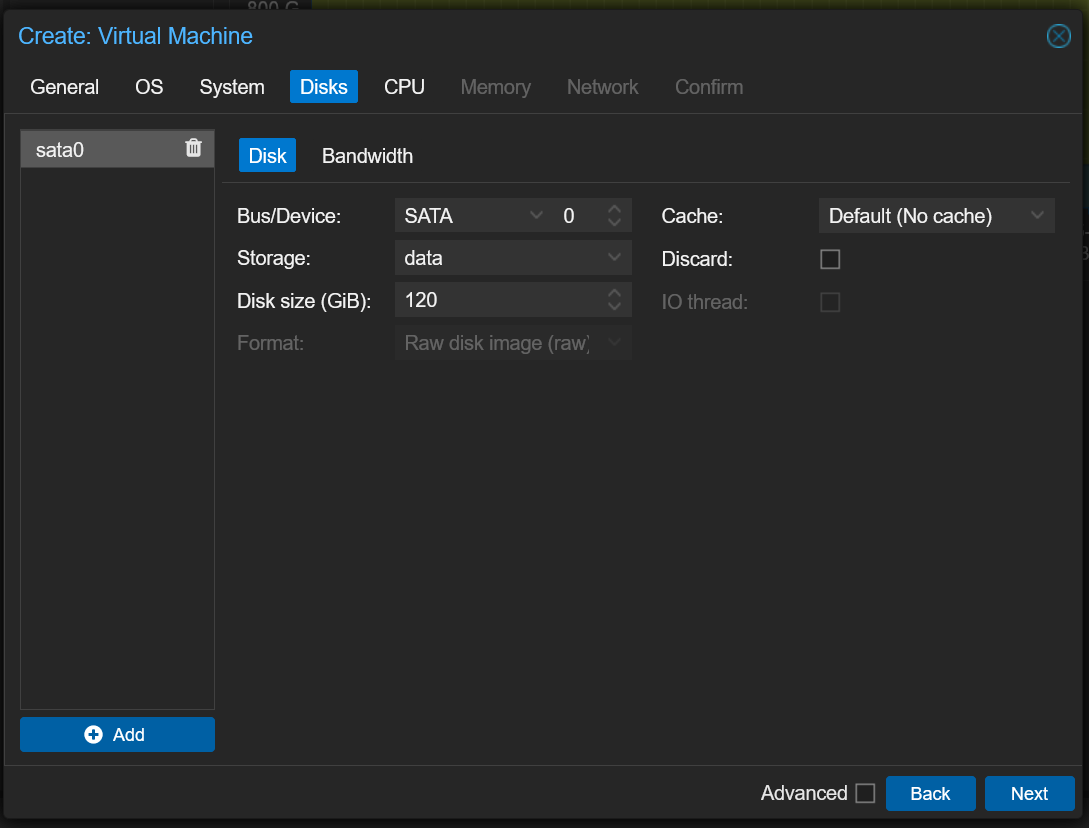 800 G
Create: Virtual Machine
General OS System Disks CPU Memory Network Confirm
sata0
Disk Bandwidth
Bus/Device: SATA 0 Cache: Default (No cache)
Storage: data Discard:
Disk size (GiB): 120 IO thread:
Format: Raw disk image (raw)
Add
Advanced Back Next